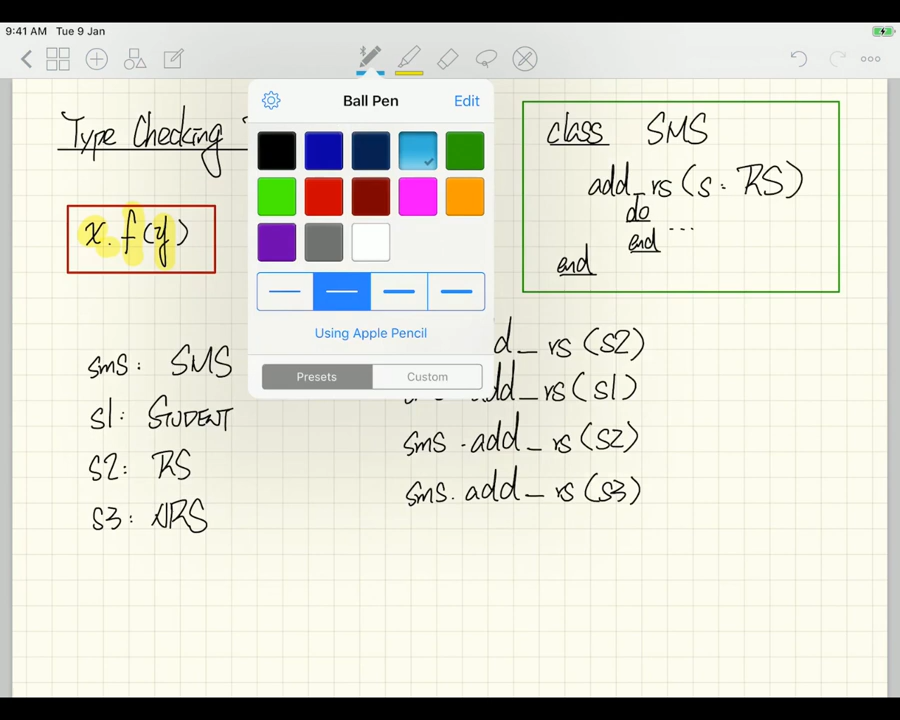 9:41 AM Tue 9 Jan
Type Checking
Ball Pen
Edit
class SMS
add_rs (s: RS)
do
end ...
end
x. f (y)
Using Apple Pencil
Presets
Custom
sms: SMS
s1: STUDENT
s2: RS
s3: NRS
d_rs (s2)
add_rs (s1)
sms .add_rs (s2)
sms. add_rs (s3)